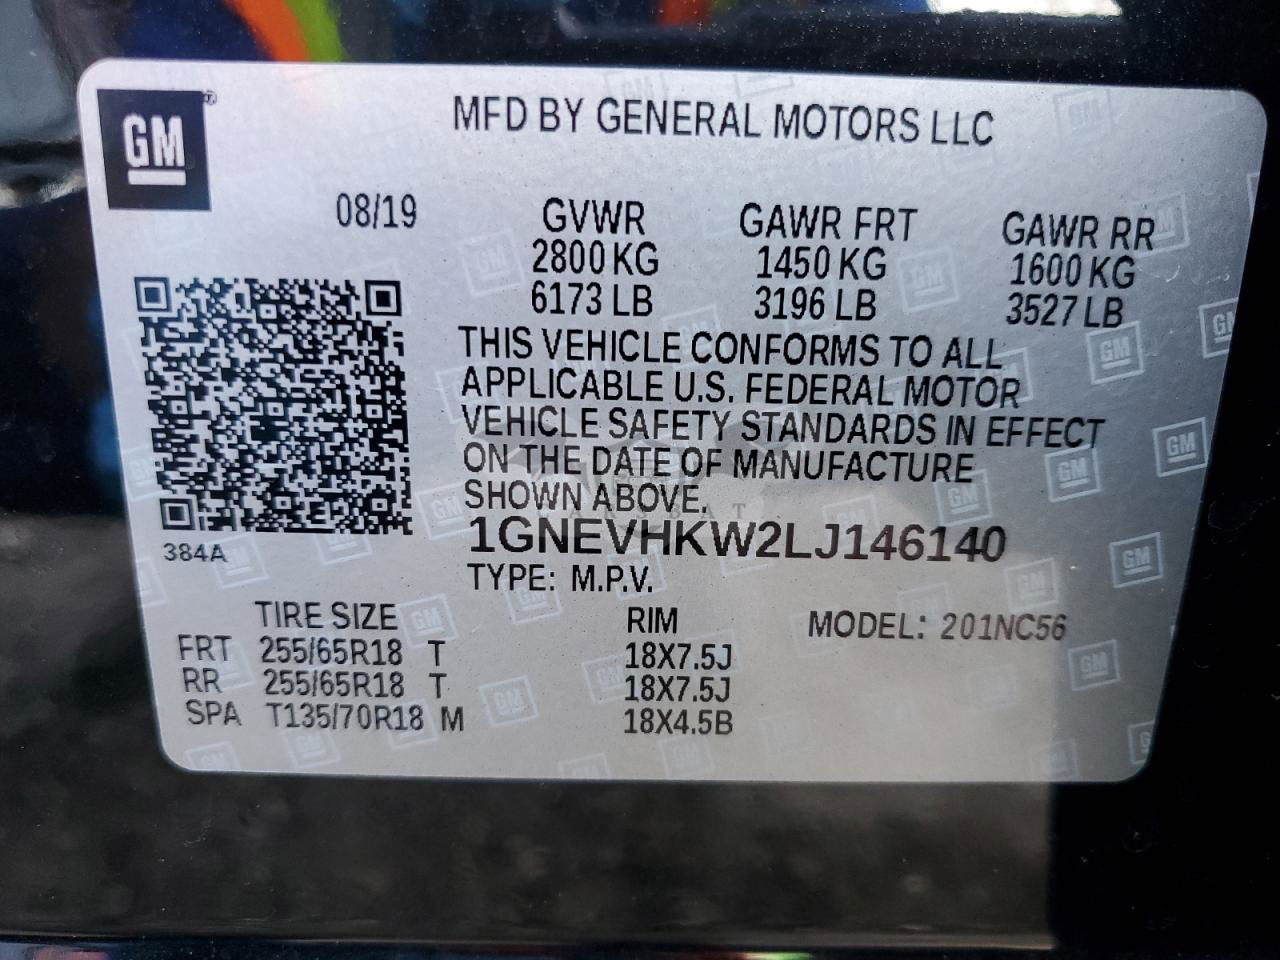 GM
MFD BY GENERAL MOTORS LLC
08/19 GVWR GAWR FRT GAWR RR
2800 KG 1450 KG 1600 KG
6173 LB 3196 LB 3527 LB
THIS VEHICLE CONFORMS TO ALL
APPLICABLE U.S. FEDERAL MOTOR
VEHICLE SAFETY STANDARDS IN EFFECT
ON THE DATE OF MANUFACTURE
SHOWN ABOVE.
1GNEVHKW2LJ146140
384A
TYPE: M.P.V.
TIRE SIZE RIM MODEL: 201NC56
FRT 255/65R18 T 18X7.5J
RR 255/65R18 T 18X7.5J
SPA T135/70R18 M 18X4.5B